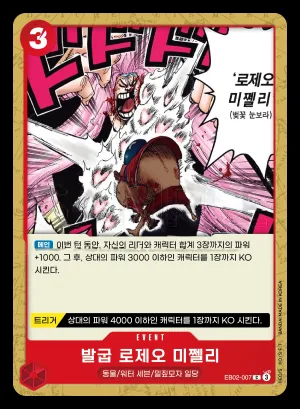 3
'로제오
미쩰리
(벚꽃 눈보라)
메인 이번 턴 동안, 자신의 리더와 캐릭터 합계 3장까지의 파워
+1000. 그 후, 상대의 파워 3000 이하인 캐릭터를 1장까지 KO
시킨다.
트리거 상대의 파워 4000 이하인 캐릭터를 1장까지 KO 시킨다.
EVENT
발굽 로제오 미쩰리
동물/워터 세븐/밀짚모자 일당
EB02-007
3